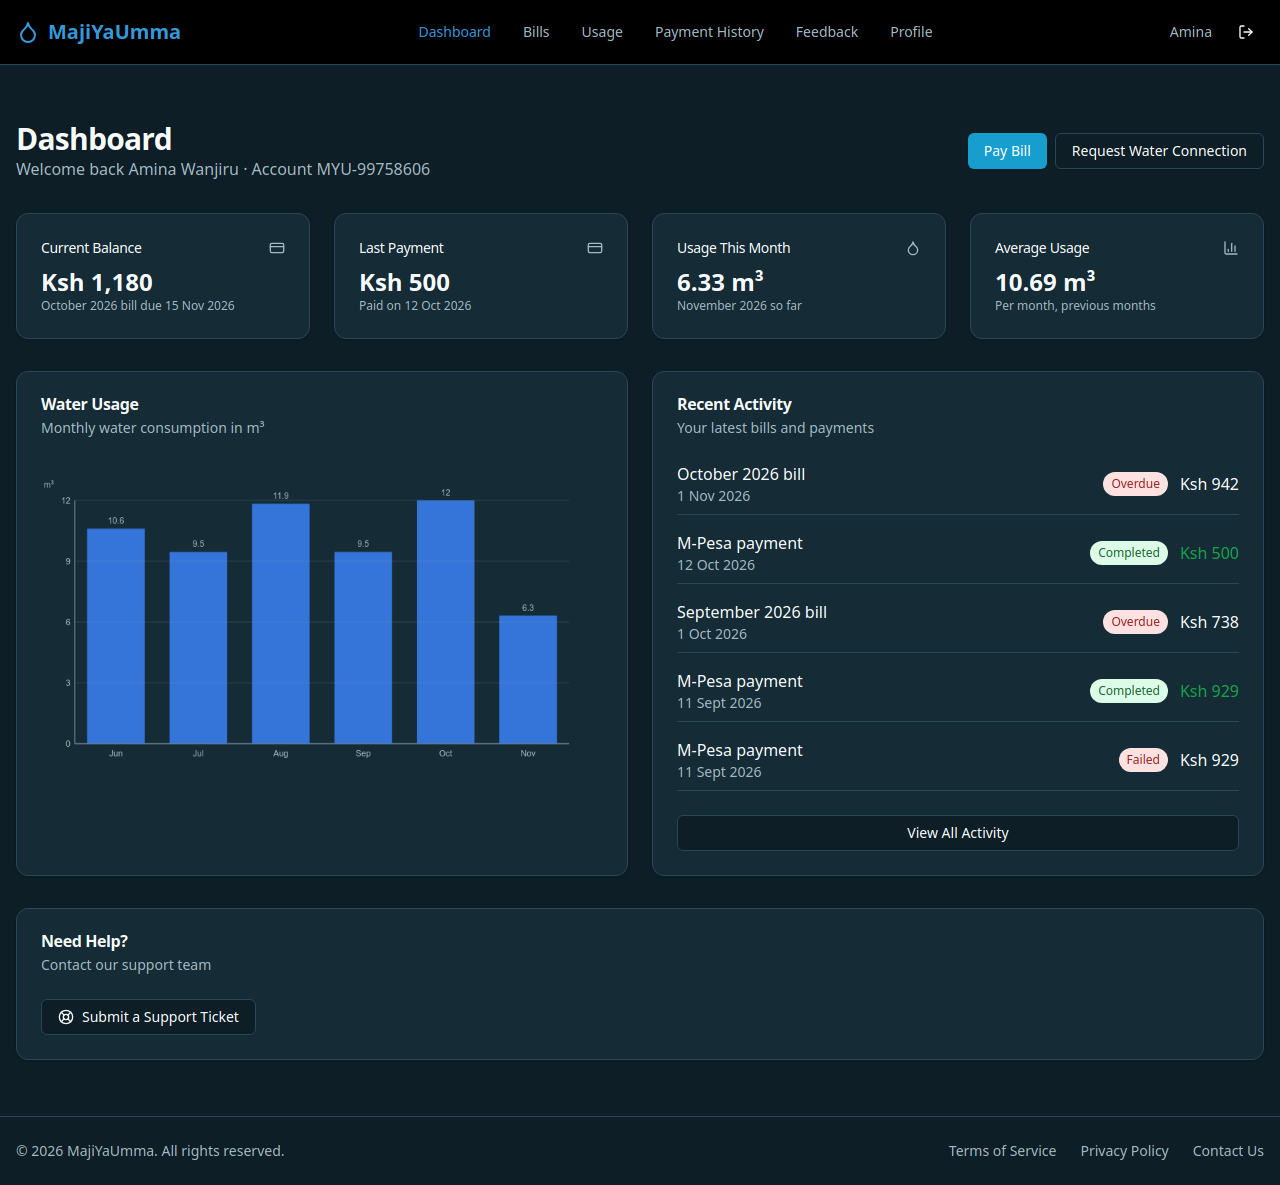 MajiYaUmma
Dashboard Bills Usage Payment History Feedback Profile
Amina
Dashboard
Welcome back Amina Wanjiru · Account MYU-99758606
Pay Bill
Request Water Connection
Current Balance
Ksh 1,180
October 2026 bill due 15 Nov 2026
Last Payment
Ksh 500
Paid on 12 Oct 2026
Usage This Month
6.33 m³
November 2026 so far
Average Usage
10.69 m³
Per month, previous months
Water Usage
Monthly water consumption in m³
m³
12
9
6
3
0
10.6
9.5
11.9
9.5
12
6.3
Jun Jul Aug Sep Oct Nov
Recent Activity
Your latest bills and payments
October 2026 bill
1 Nov 2026
Overdue Ksh 942
M-Pesa payment
12 Oct 2026
Completed Ksh 500
September 2026 bill
1 Oct 2026
Overdue Ksh 738
M-Pesa payment
11 Sept 2026
Completed Ksh 929
M-Pesa payment
11 Sept 2026
Failed Ksh 929
View All Activity
Need Help?
Contact our support team
Submit a Support Ticket
© 2026 MajiYaUmma. All rights reserved.
Terms of Service Privacy Policy Contact Us